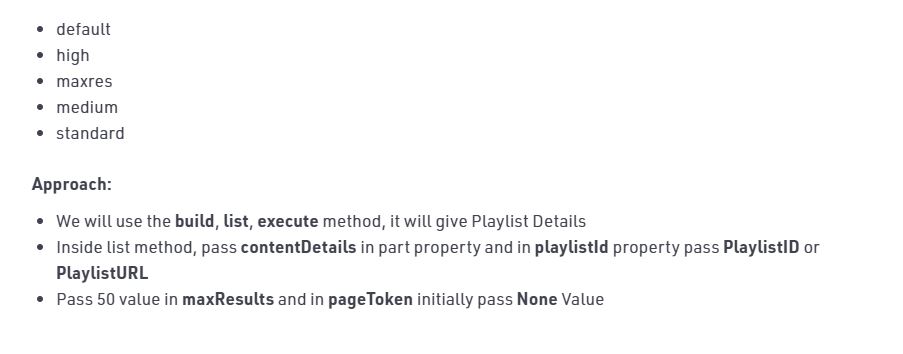 default
high
maxres
medium
standard
Approach:
We will use the build, list, execute method, it will give Playlist Details
Inside list method, pass contentDetails in part property and in playlistId property pass PlaylistID or
PlaylistURL
Pass 50 value in maxResults and in pageToken initially pass None Value